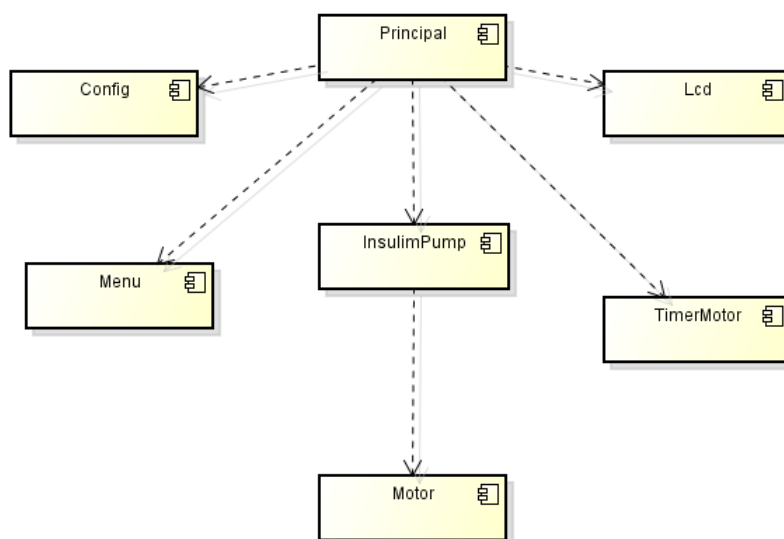 Principal
Config
Lcd
InsulimPump
Menu
TimerMotor
Motor